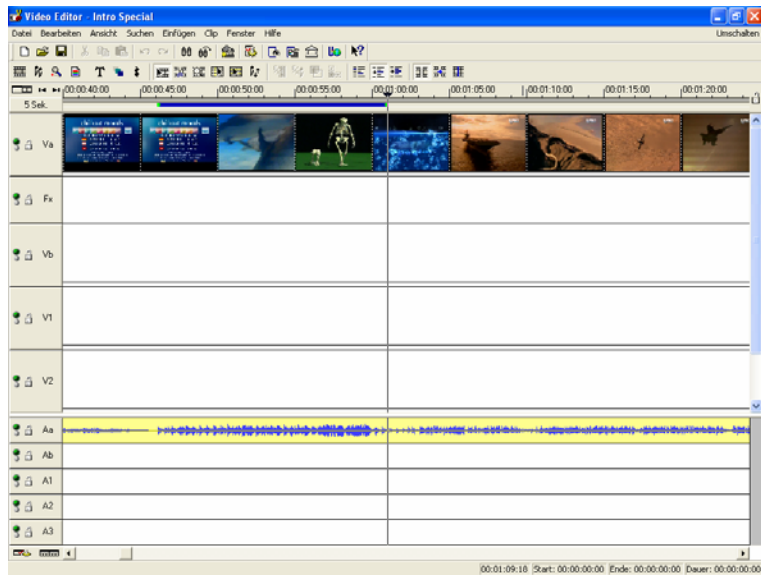 Video Editor - Intro Special
Datei Bearbeiten Ansicht Suchen Einfügen Clip Fenster Hilfe Umschalten
00:00:40:00 00:00:45:00 00:00:50:00 00:00:55:00 00:01:00:00 00:01:05:00 00:01:10:00 00:01:15:00 00:01:20:00
5 Sek.
Va
Fx
Vb
V1
V2
Aa
Ab
A1
A2
A3
00:01:09:18 Start: 00:00:00:00 Ende: 00:00:00:00 Dauer: 00:00:00:00